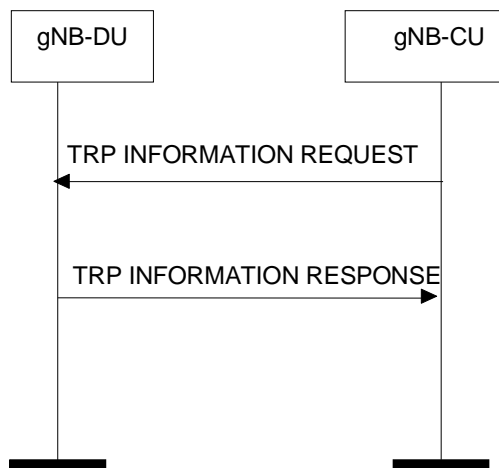 gNB-DU
gNB-CU
TRP INFORMATION REQUEST
TRP INFORMATION RESPONSE